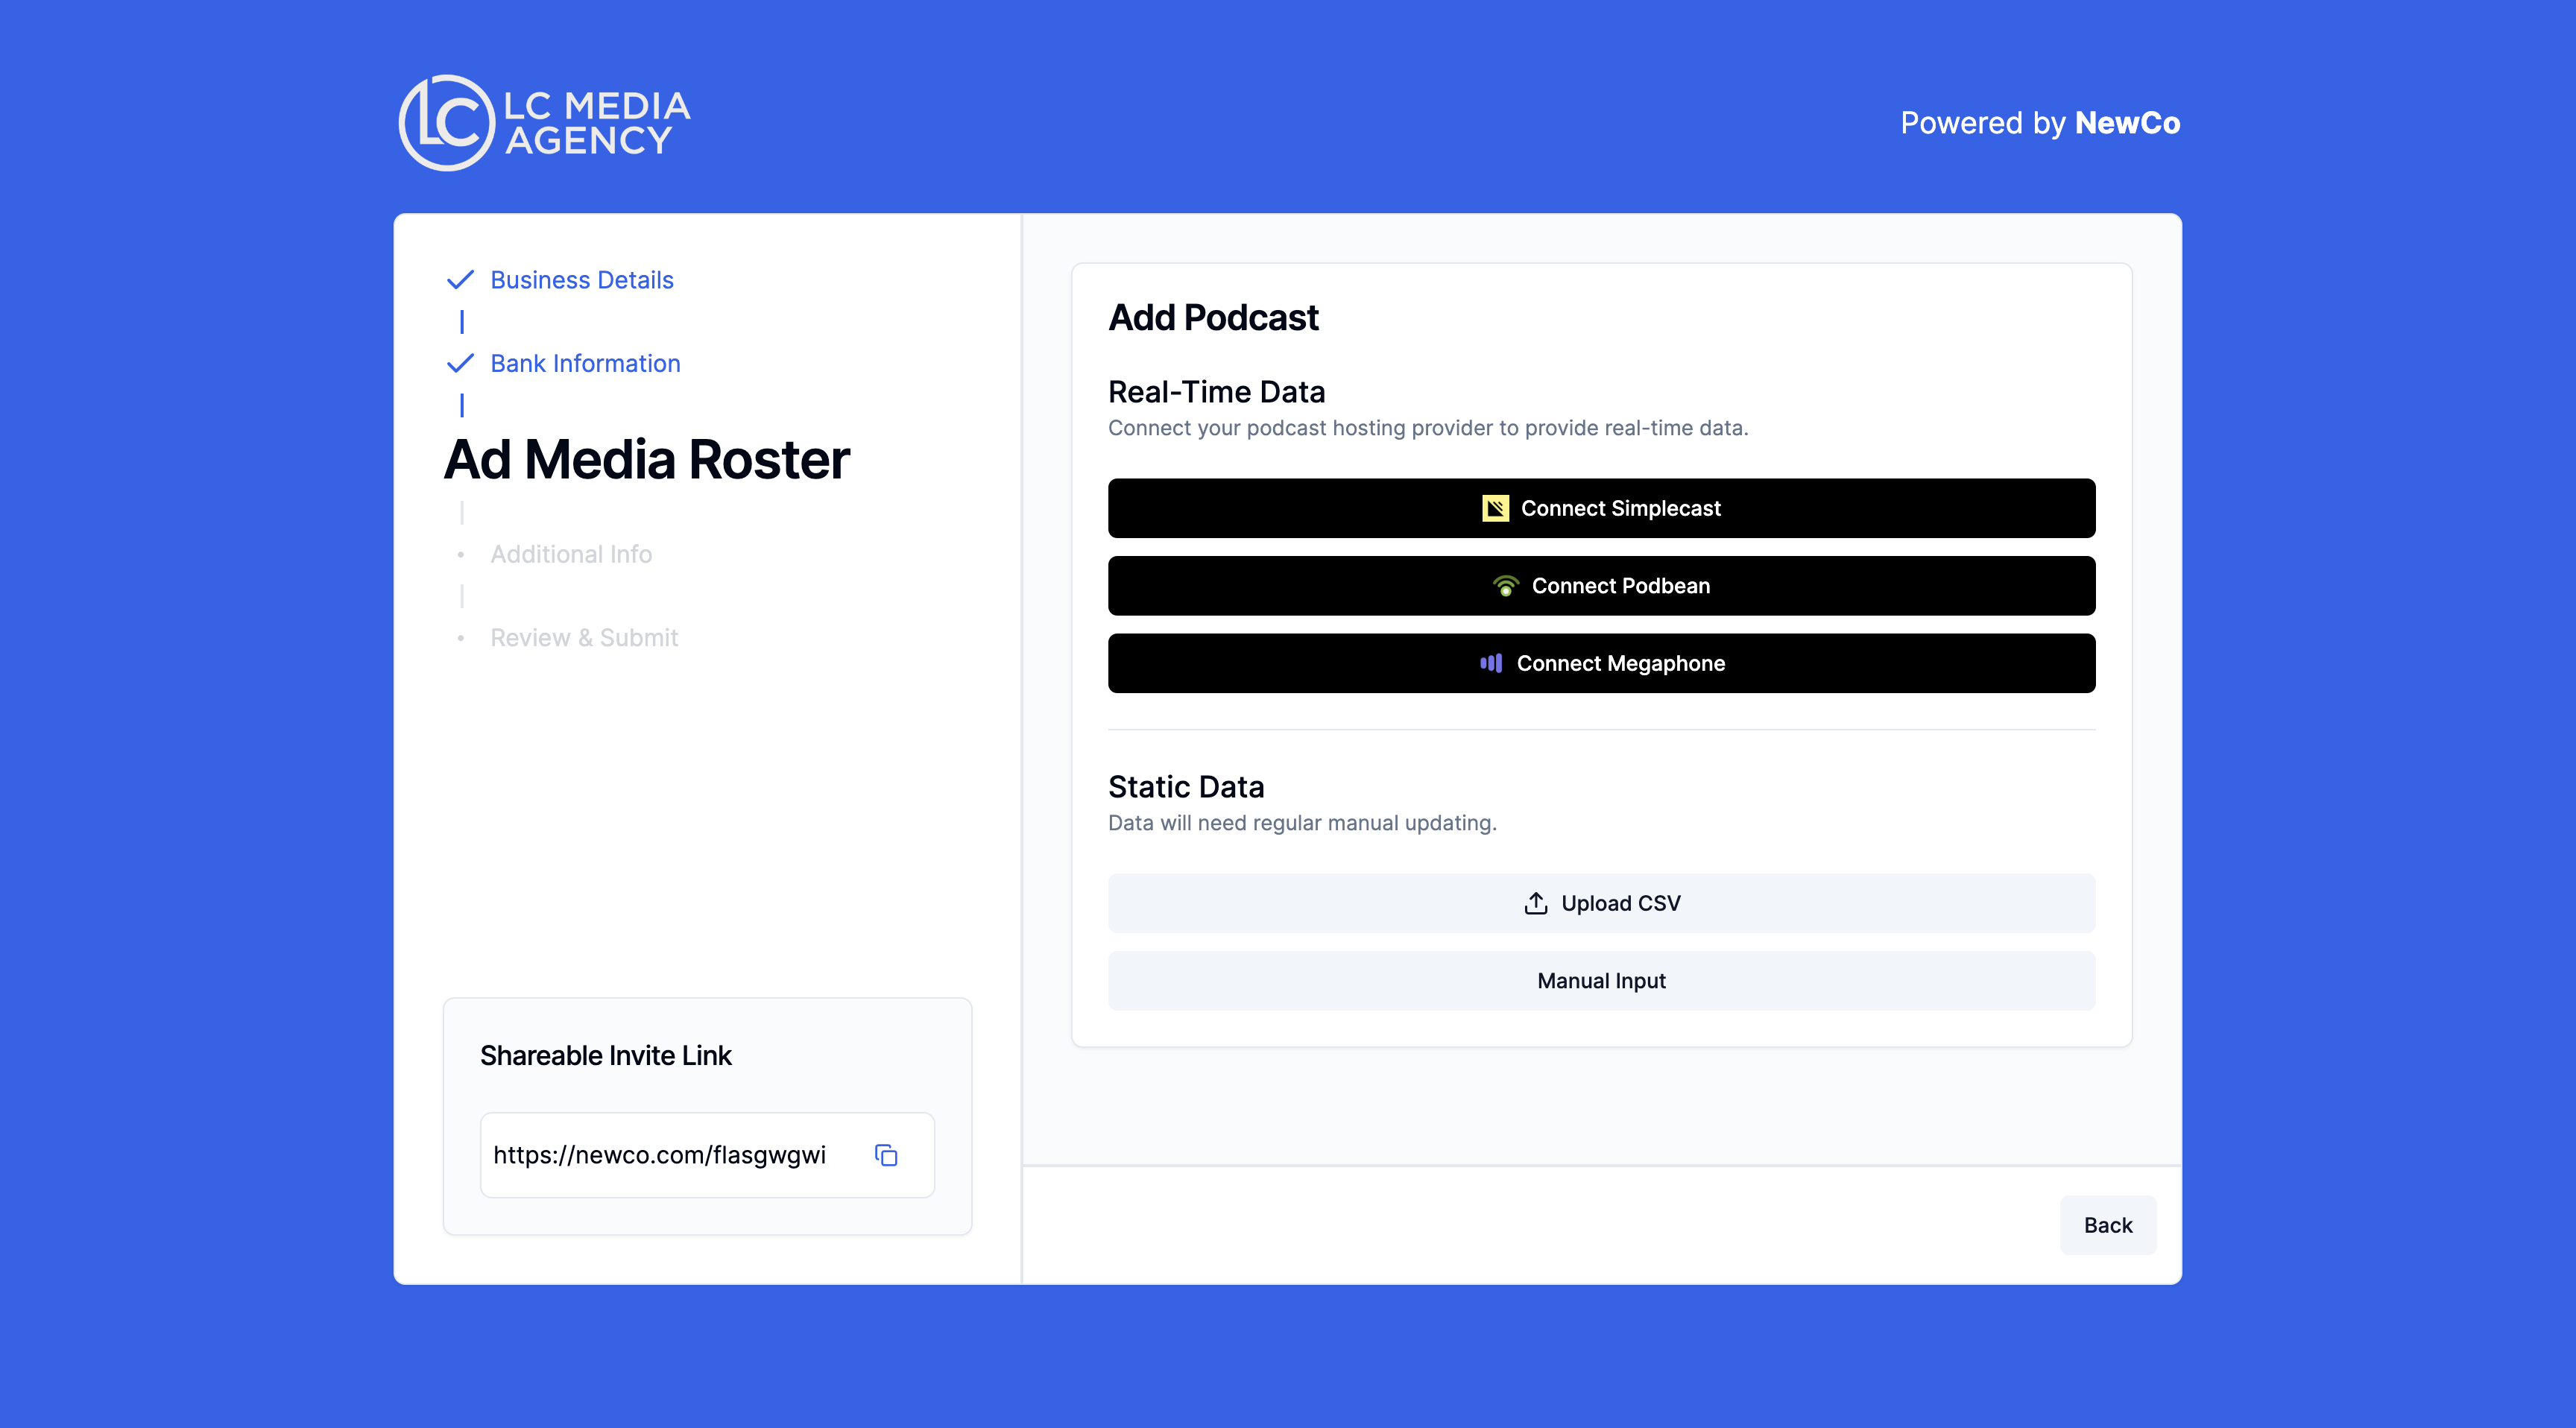 LC
LC MEDIA
AGENCY
Powered by NewCo
Business Details
Bank Information
Ad Media Roster
Additional Info
Review & Submit
Shareable Invite Link
https://newco.com/flasgwgwi
Add Podcast
Real-Time Data
Connect your podcast hosting provider to provide real-time data.
Connect Simplecast
Connect Podbean
Connect Megaphone
Static Data
Data will need regular manual updating.
Upload CSV
Manual Input
Back